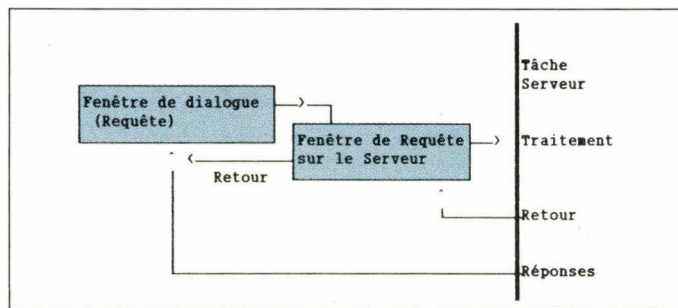 Tâche
Serveur
Fenêtre de dialogue
(Requête)
Fenêtre de Requête
sur le Serveur
Traitement
Retour
Retour
Réponses